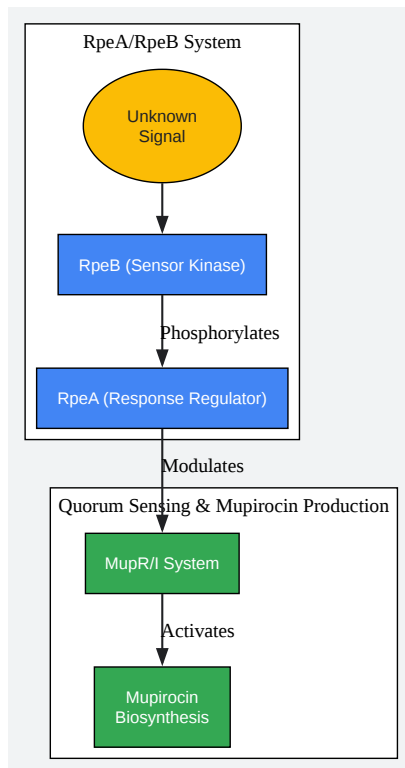 RpeA/RpeB System
Unknown
Signal
RpeB (Sensor Kinase)
Phosphorylates
RpeA (Response Regulator)
Modulates
Quorum Sensing & Mupirocin Production
MupR/I System
Activates
Mupirocin
Biosynthesis